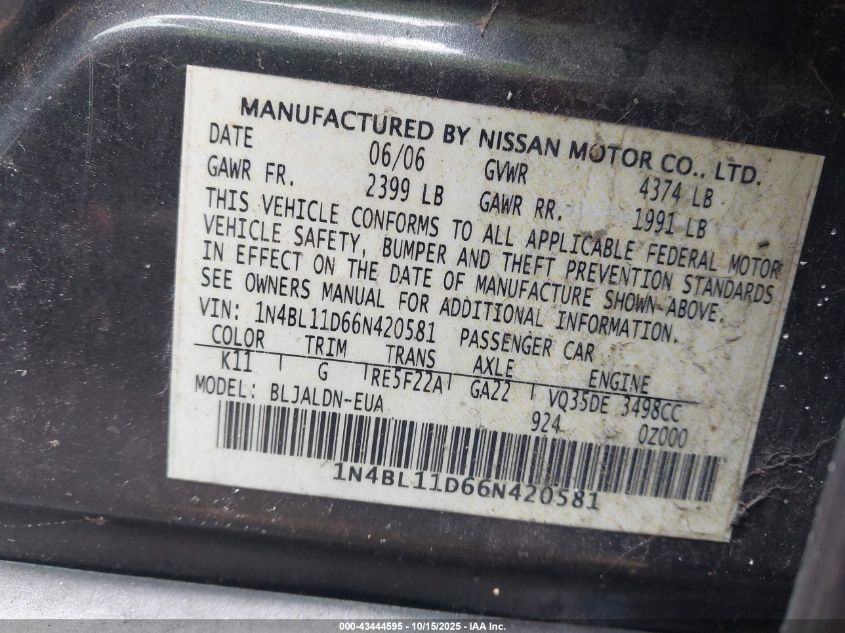 MANUFACTURED BY NISSAN MOTOR CO., LTD.
DATE 06/06 GVWR 4374 LB
GAWR FR. 2399 LB GAWR RR. 1991 LB
THIS VEHICLE CONFORMS TO ALL APPLICABLE FEDERAL MOTOR
VEHICLE SAFETY, BUMPER AND THEFT PREVENTION STANDARDS
IN EFFECT ON THE DATE OF MANUFACTURE SHOWN ABOVE.
SEE OWNERS MANUAL FOR ADDITIONAL INFORMATION.
VIN: 1N4BL11D66N420581 PASSENGER CAR
COLOR TRIM TRANS AXLE ENGINE
K11 G RE5F22A GA22 VQ35DE 3498CC
MODEL: BLJALDN-EUA 924 0Z000
1N4BL11D66N420581
000-43444595 - 10/15/2025 - IAA Inc.